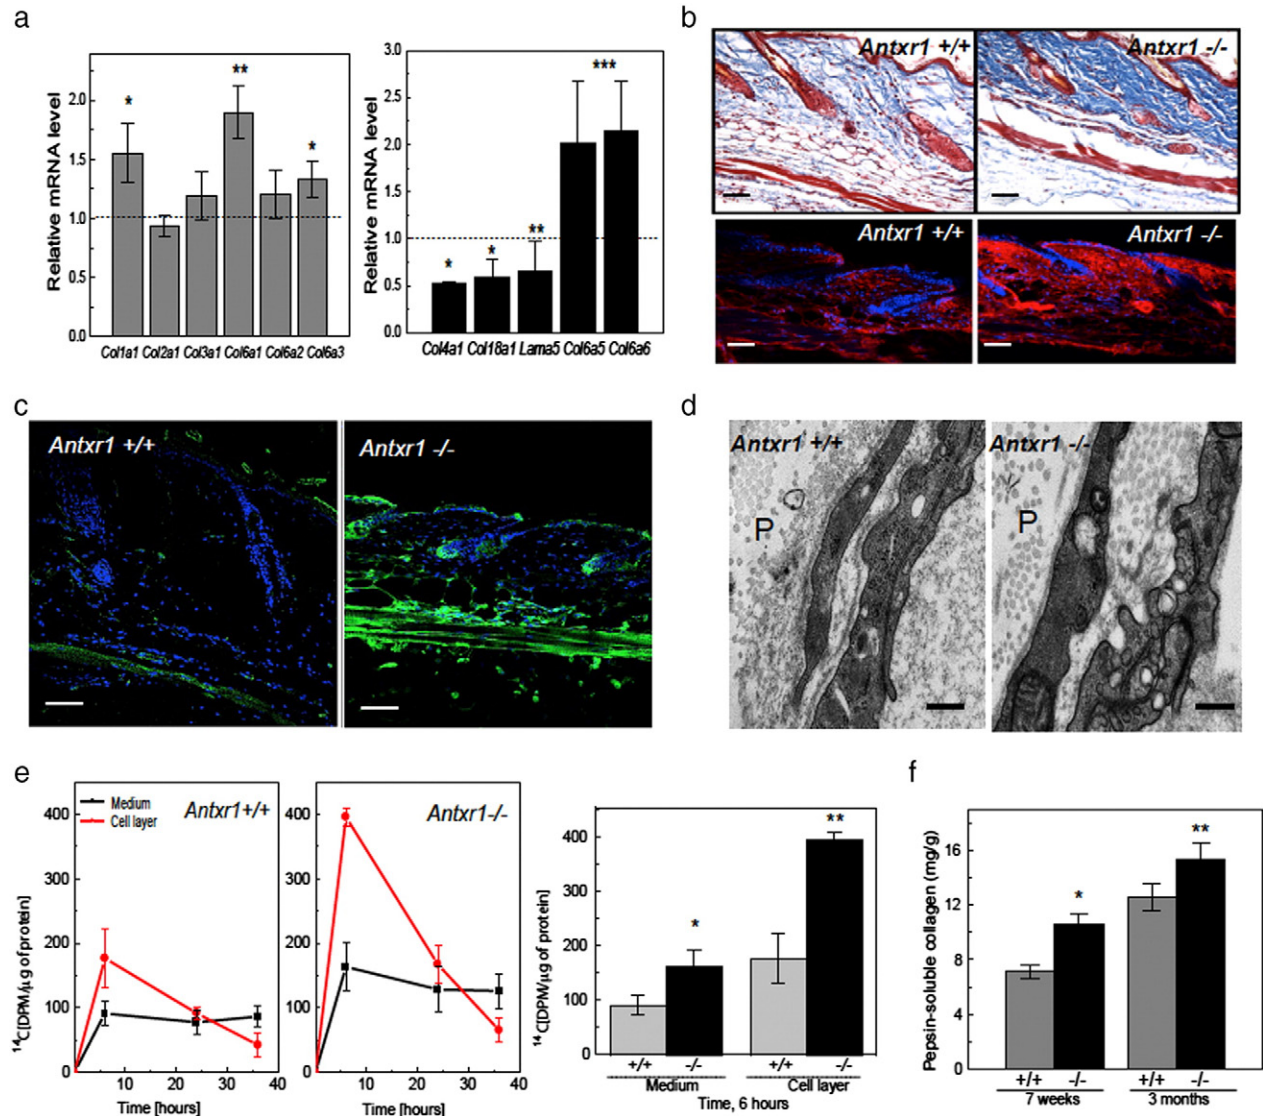 a
Relative mRNA level
2.0
1.5
1.0
0.5
0.0
*
**
*
Col1a1 Col2a1 Col3a1 Col6a1 Col6a2 Col6a3
Relative mRNA level
3.0
2.5
2.0
1.5
1.0
0.5
0.0
*
*
**
***
Col4a1 Col18a1 Lama5 Col6a5 Col6a6
b
Antxr1 +/+
Antxr1 -/-
Antxr1 +/+
Antxr1 -/-
c
Antxr1 +/+
Antxr1 -/-
d
Antxr1 +/+
P
Antxr1 -/-
P
e
14C[DPM/µg of protein]
400
300
200
100
0
Medium
Cell layer
Antxr1+/+
0 10 20 30 40
Time [hours]
400
300
200
100
0
Antxr1-/-
10 20 30 40
Time [hours]
14C[DPM/µg of protein]
400
300
200
100
0
*
**
+/+ -/- +/+ -/-
Medium Cell layer
Time, 6 hours
f
Pepsin-soluble collagen (mg/g)
16
12
8
4
0
*
**
+/+ -/- +/+ -/-
7 weeks 3 months